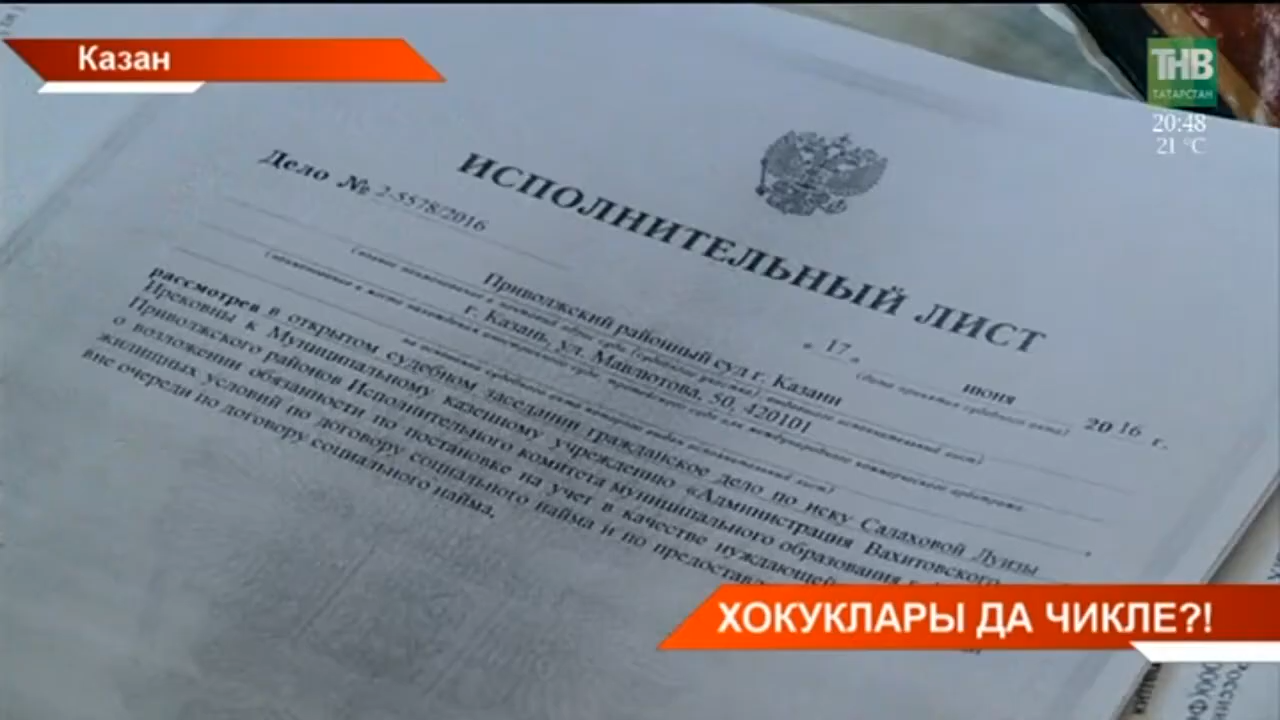 Казан
ТНВ
ТАТАРСТАН
20:48
21 °C
ИСПОЛНИТЕЛЬНЫЙ ЛИСТ
Дело № 2-5578/2016
« 17 » июня 2016 г.
Приволжский районный суд г. Казани
г. Казань, ул. Мавлютова, 50, 420101
рассмотрев в открытом судебном заседании гражданское дело по иску Салаховой Луизы
Ирековны к Муниципальному казенному учреждению «Администрация Вахитовского
Приволжского районов Исполнительного комитета муниципального образования г.
о возложении обязанности по постановке на учет в качестве нуждающей
жилищных условий по договору социального найма и по предоставл
вне очереди по договору социального найма.
ХОКУКЛАРЫ ДА ЧИКЛЕ?!